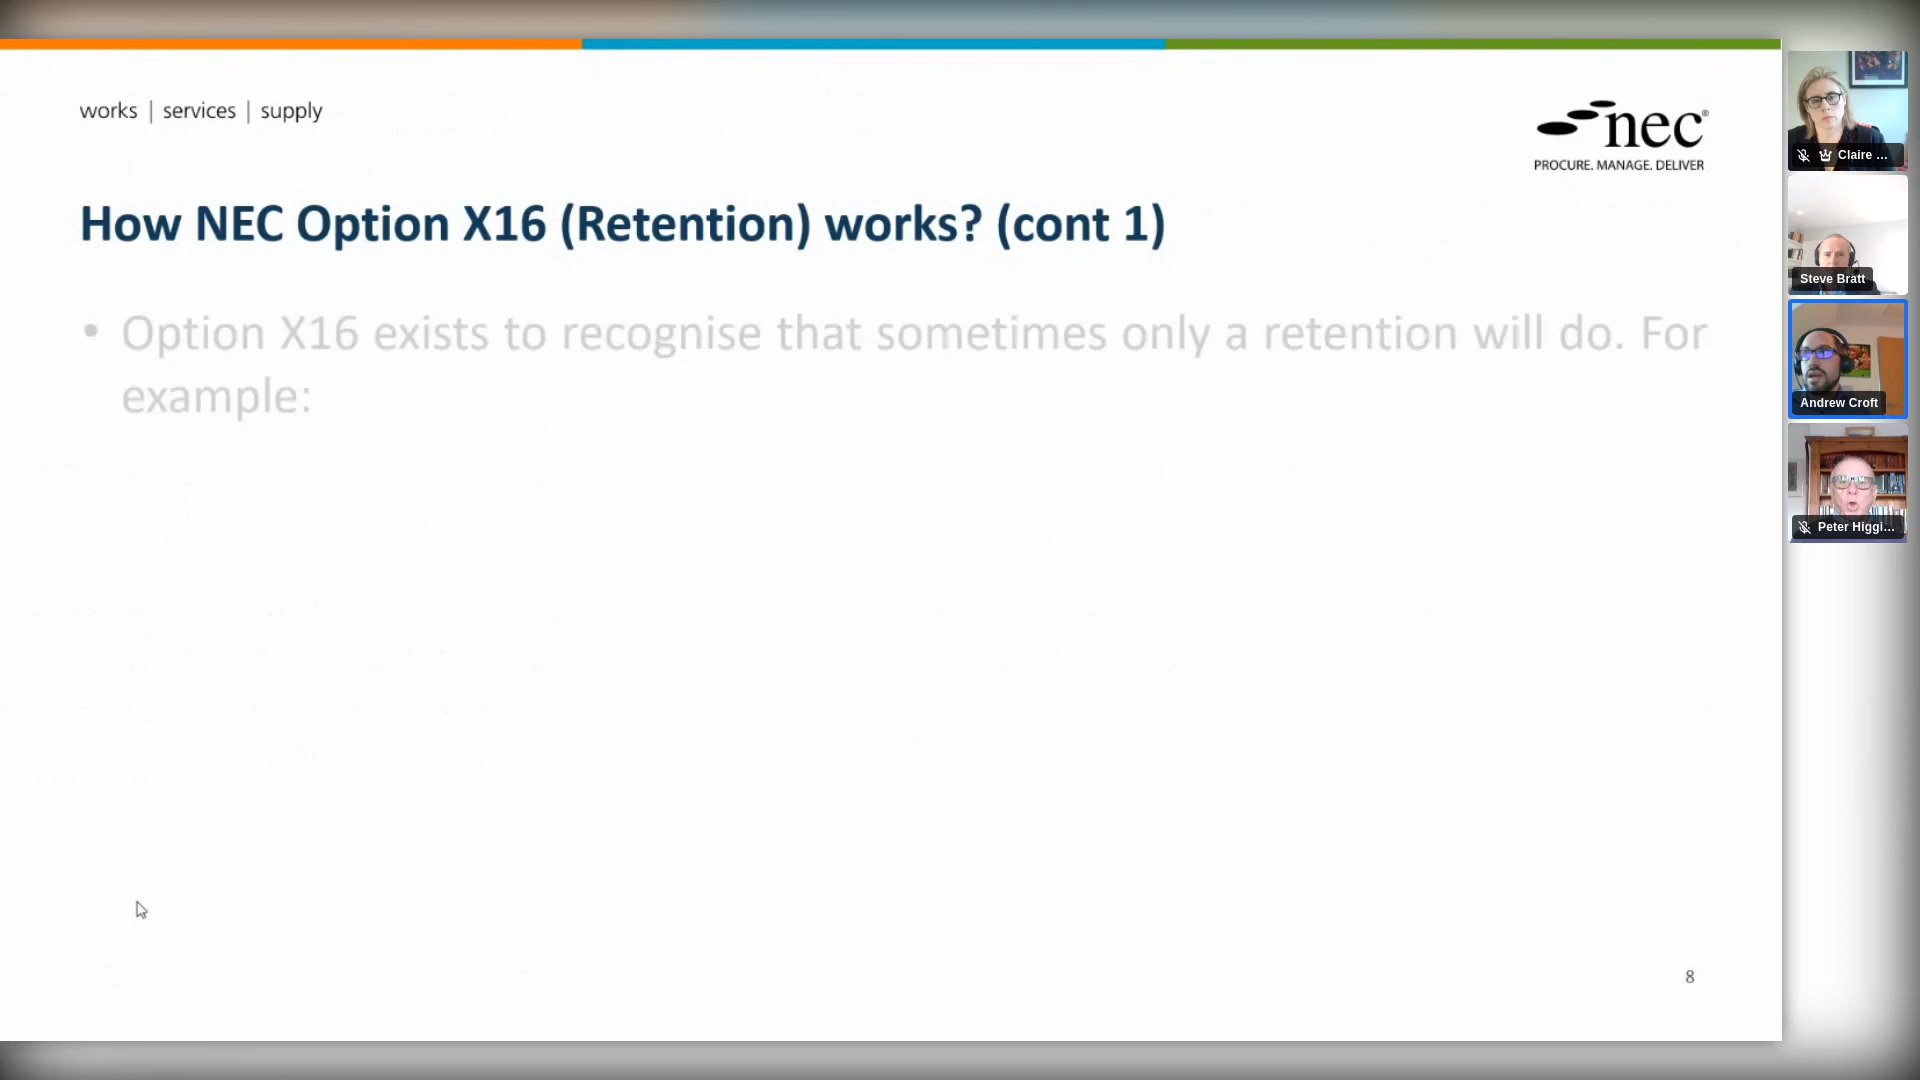 works | services | supply
nec®
PROCURE. MANAGE. DELIVER
How NEC Option X16 (Retention) works? (cont 1)
• Option X16 exists to recognise that sometimes only a retention will do. For
example:
8
Claire ...
Steve Bratt
Andrew Croft
Peter Higgi...